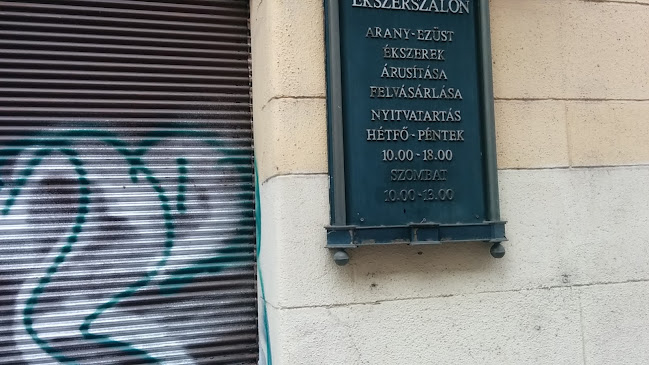 ÉKSZERSZALON
ARANY-EZÜST
ÉKSZEREK
ÁRUSÍTÁSA
FELVÁSÁRLÁSA
NYITVATARTÁS
HÉTFŐ-PÉNTEK
10.00-18.00
SZOMBAT
10.00-13.00